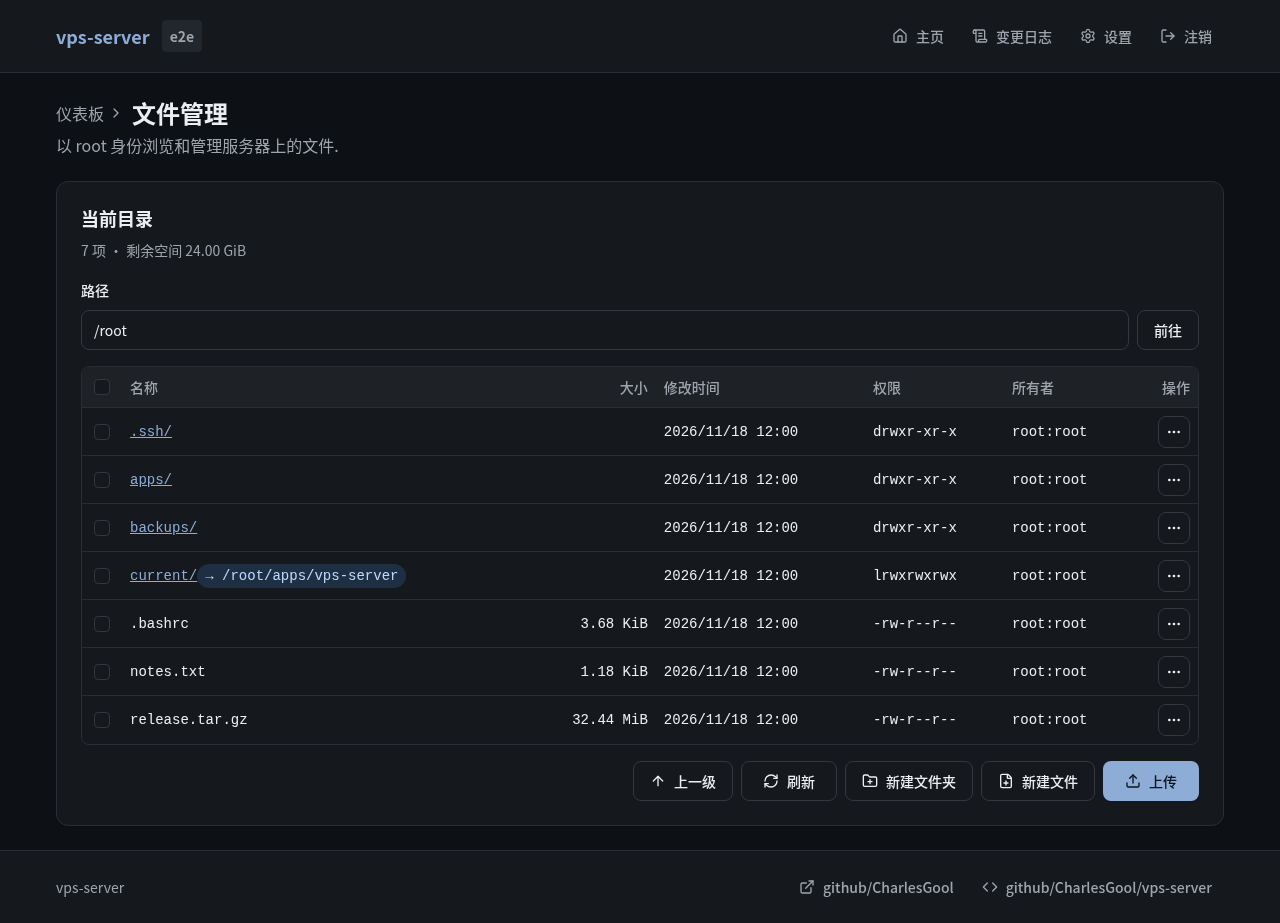 vps-server e2e 主页 变更日志 设置 注销
仪表板 文件管理
以 root 身份浏览和管理服务器上的文件.
当前目录
7 项 • 剩余空间 24.00 GiB
路径
/root 前往
名称 大小 修改时间 权限 所有者 操作
.ssh/ 2026/11/18 12:00 drwxr-xr-x root:root
apps/ 2026/11/18 12:00 drwxr-xr-x root:root
backups/ 2026/11/18 12:00 drwxr-xr-x root:root
current/ → /root/apps/vps-server 2026/11/18 12:00 lrwxrwxrwx root:root
.bashrc 3.68 KiB 2026/11/18 12:00 -rw-r--r-- root:root
notes.txt 1.18 KiB 2026/11/18 12:00 -rw-r--r-- root:root
release.tar.gz 32.44 MiB 2026/11/18 12:00 -rw-r--r-- root:root
上一级 刷新 新建文件夹 新建文件 上传
vps-server github/CharlesGool github/CharlesGool/vps-server